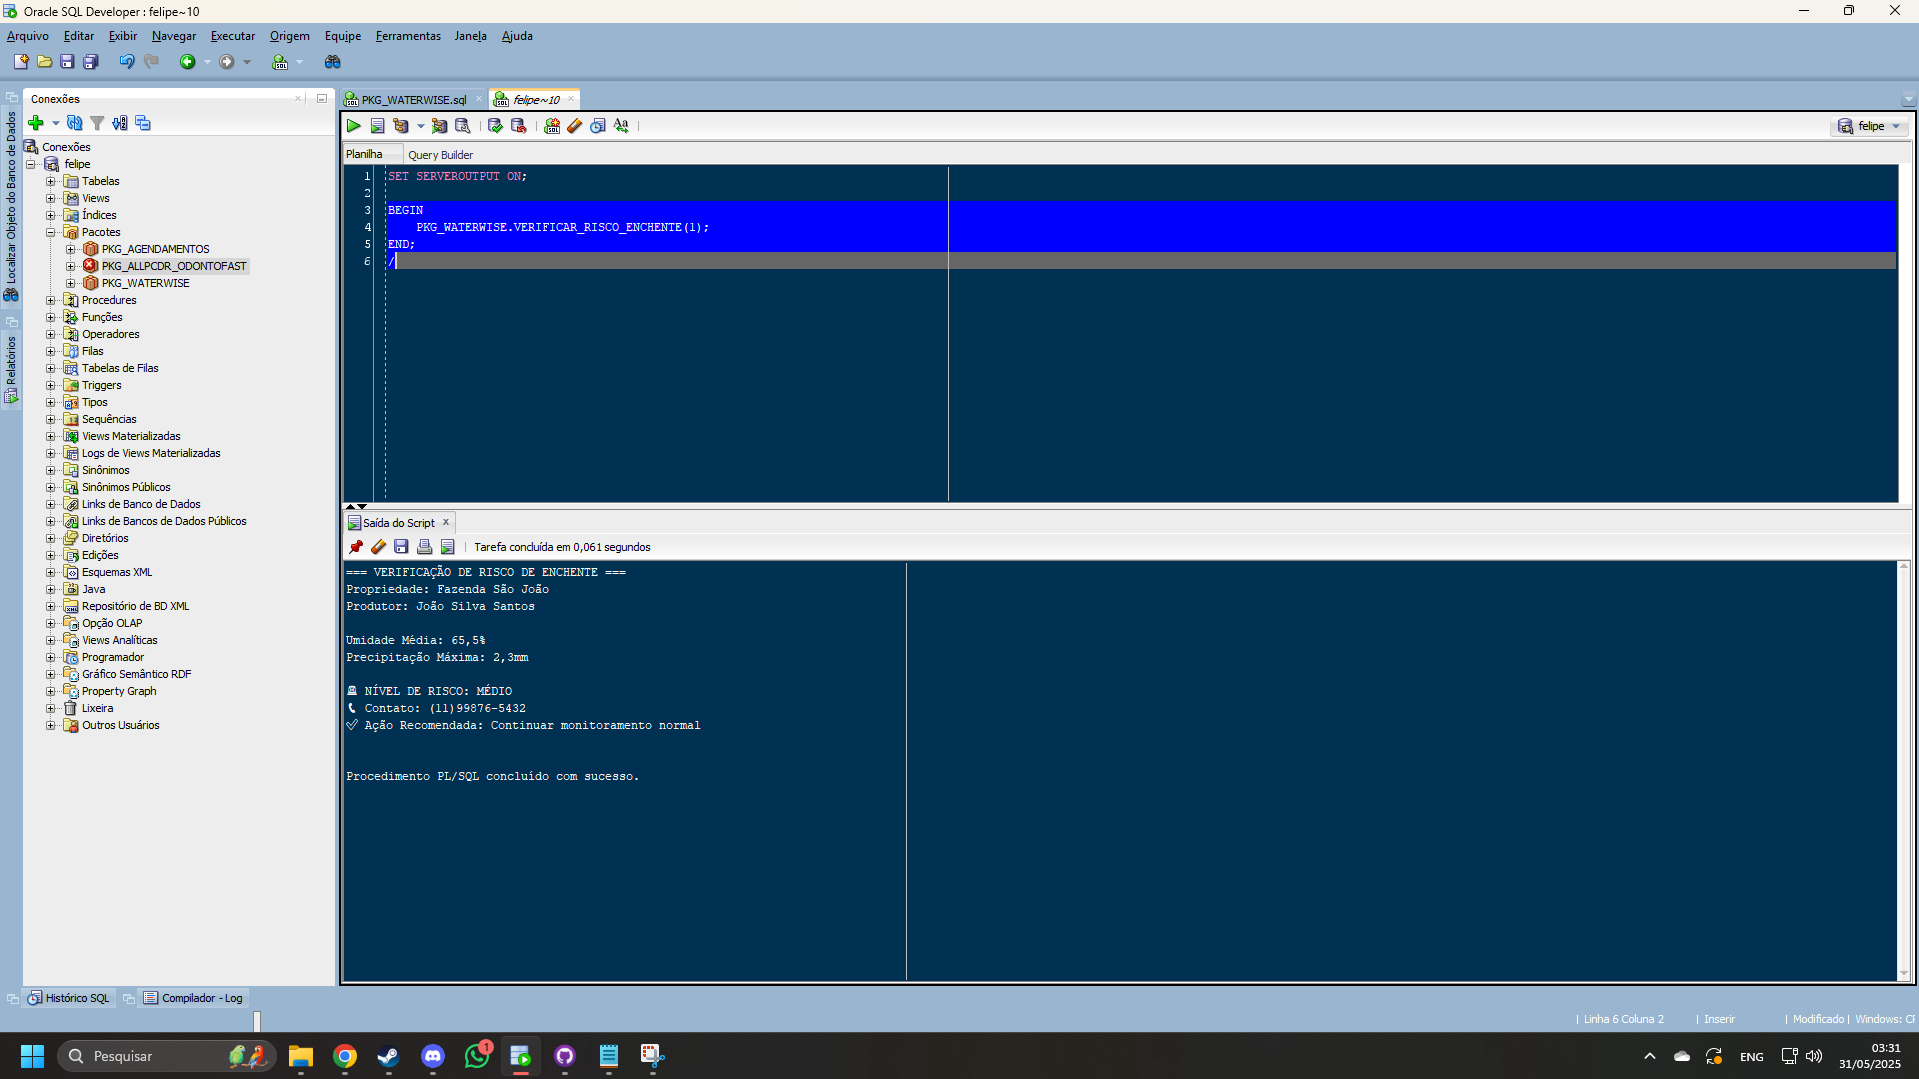 Oracle SQL Developer : felipe~10
Arquivo Editar Exibir Navegar Executar Origem Equipe Ferramentas Janela Ajuda
Localizar Objeto do Banco de Dados
Relatórios
Conexões
Conexões
felipe
Tabelas
Views
Índices
Pacotes
PKG_AGENDAMENTOS
PKG_ALLPCDR_ODONTOFAST
PKG_WATERWISE
Procedures
Funções
Operadores
Filas
Tabelas de Filas
Triggers
Tipos
Sequências
Views Materializadas
Logs de Views Materializadas
Sinônimos
Sinônimos Públicos
Links de Banco de Dados
Links de Bancos de Dados Públicos
Diretórios
Edições
Esquemas XML
Java
Repositório de BD XML
Opção OLAP
Views Analíticas
Programador
Gráfico Semântico RDF
Property Graph
Lixeira
Outros Usuários
PKG_WATERWISE.sql felipe~10
felipe
Planilha Query Builder
1 SET SERVEROUTPUT ON;
2
3 BEGIN
4 PKG_WATERWISE.VERIFICAR_RISCO_ENCHENTE(1);
5 END;
6 /
Saída do Script
Tarefa concluída em 0,061 segundos
=== VERIFICAÇÃO DE RISCO DE ENCHENTE ===
Propriedade: Fazenda São João
Produtor: João Silva Santos
Umidade Média: 65,5%
Precipitação Máxima: 2,3mm
NÍVEL DE RISCO: MÉDIO
Contato: (11)99876-5432
Ação Recomendada: Continuar monitoramento normal
Procedimento PL/SQL concluído com sucesso.
Histórico SQL Compilador - Log
| Linha 6 Coluna 2 | Inserir | Modificado | Windows: CF
Pesquisar
1
ENG
03:31
31/05/2025